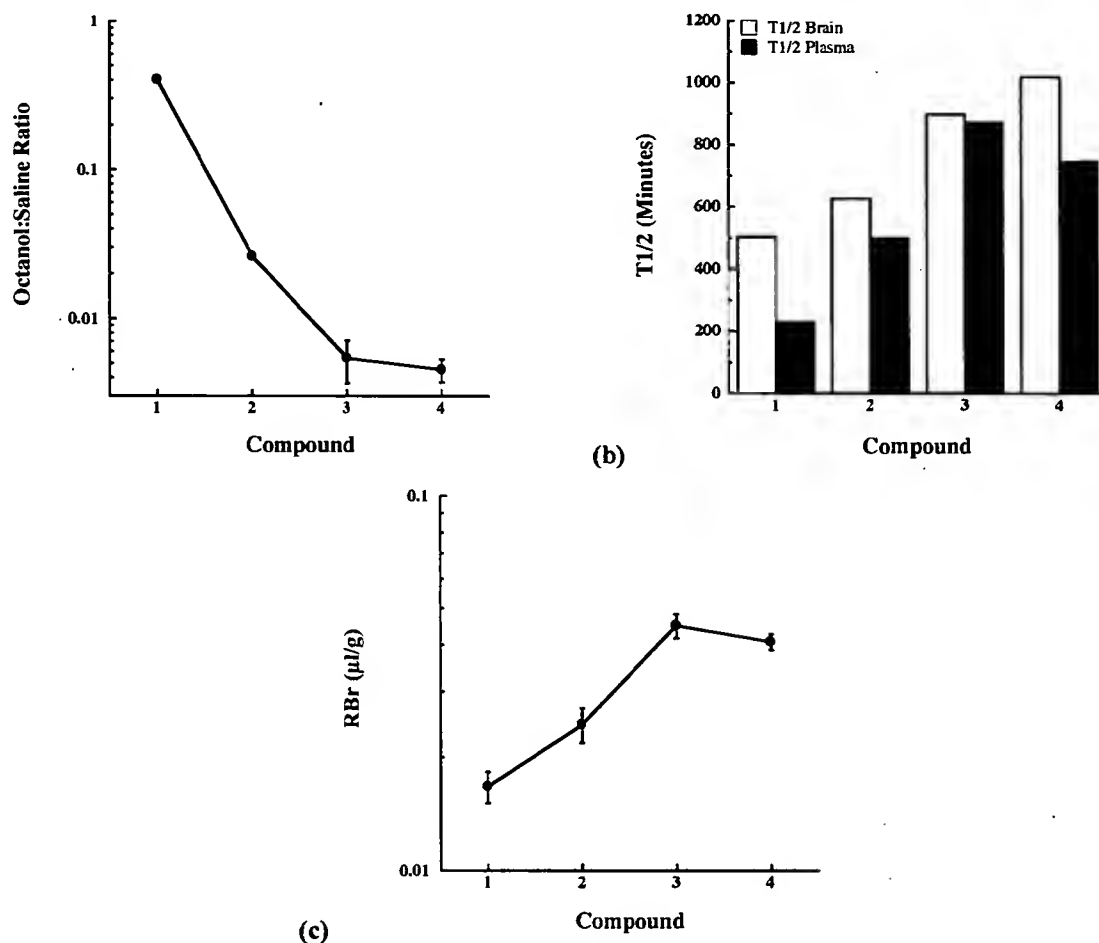 1
0.1
0.01
Octanol:Saline Ratio
1 2 3 4
Compound
T1/2 Brain
T1/2 Plasma
1200
1000
800
600
400
200
0
T1/2 (Minutes)
1 2 3 4
Compound
(b)
0.1
0.01
RBr (µl/g)
1 2 3 4
Compound
(c)